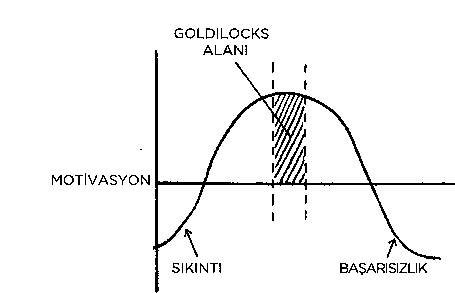 GOLDILOCKS
ALANI
MOTİVASYON
SIKINTI
BAŞARISIZLIK